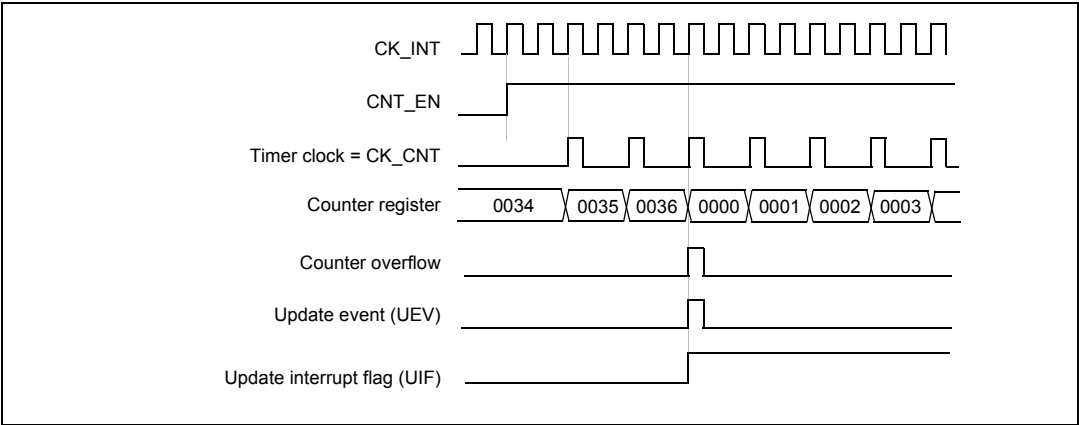 CK_INT
CNT_EN
Timer clock = CK_CNT
Counter register 0034 0035 0036 0000 0001 0002 0003
Counter overflow
Update event (UEV)
Update interrupt flag (UIF)